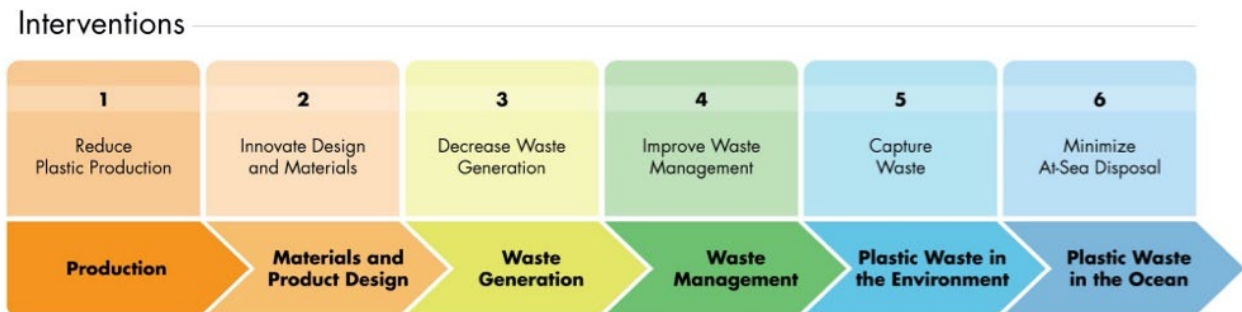 Interventions
1
Reduce
Plastic Production
2
Innovate Design
and Materials
3
Decrease Waste
Generation
4
Improve Waste
Management
5
Capture
Waste
6
Minimize
At-Sea Disposal
Production
Materials and
Product Design
Waste
Generation
Waste
Management
Plastic Waste in
the Environment
Plastic Waste
in the Ocean